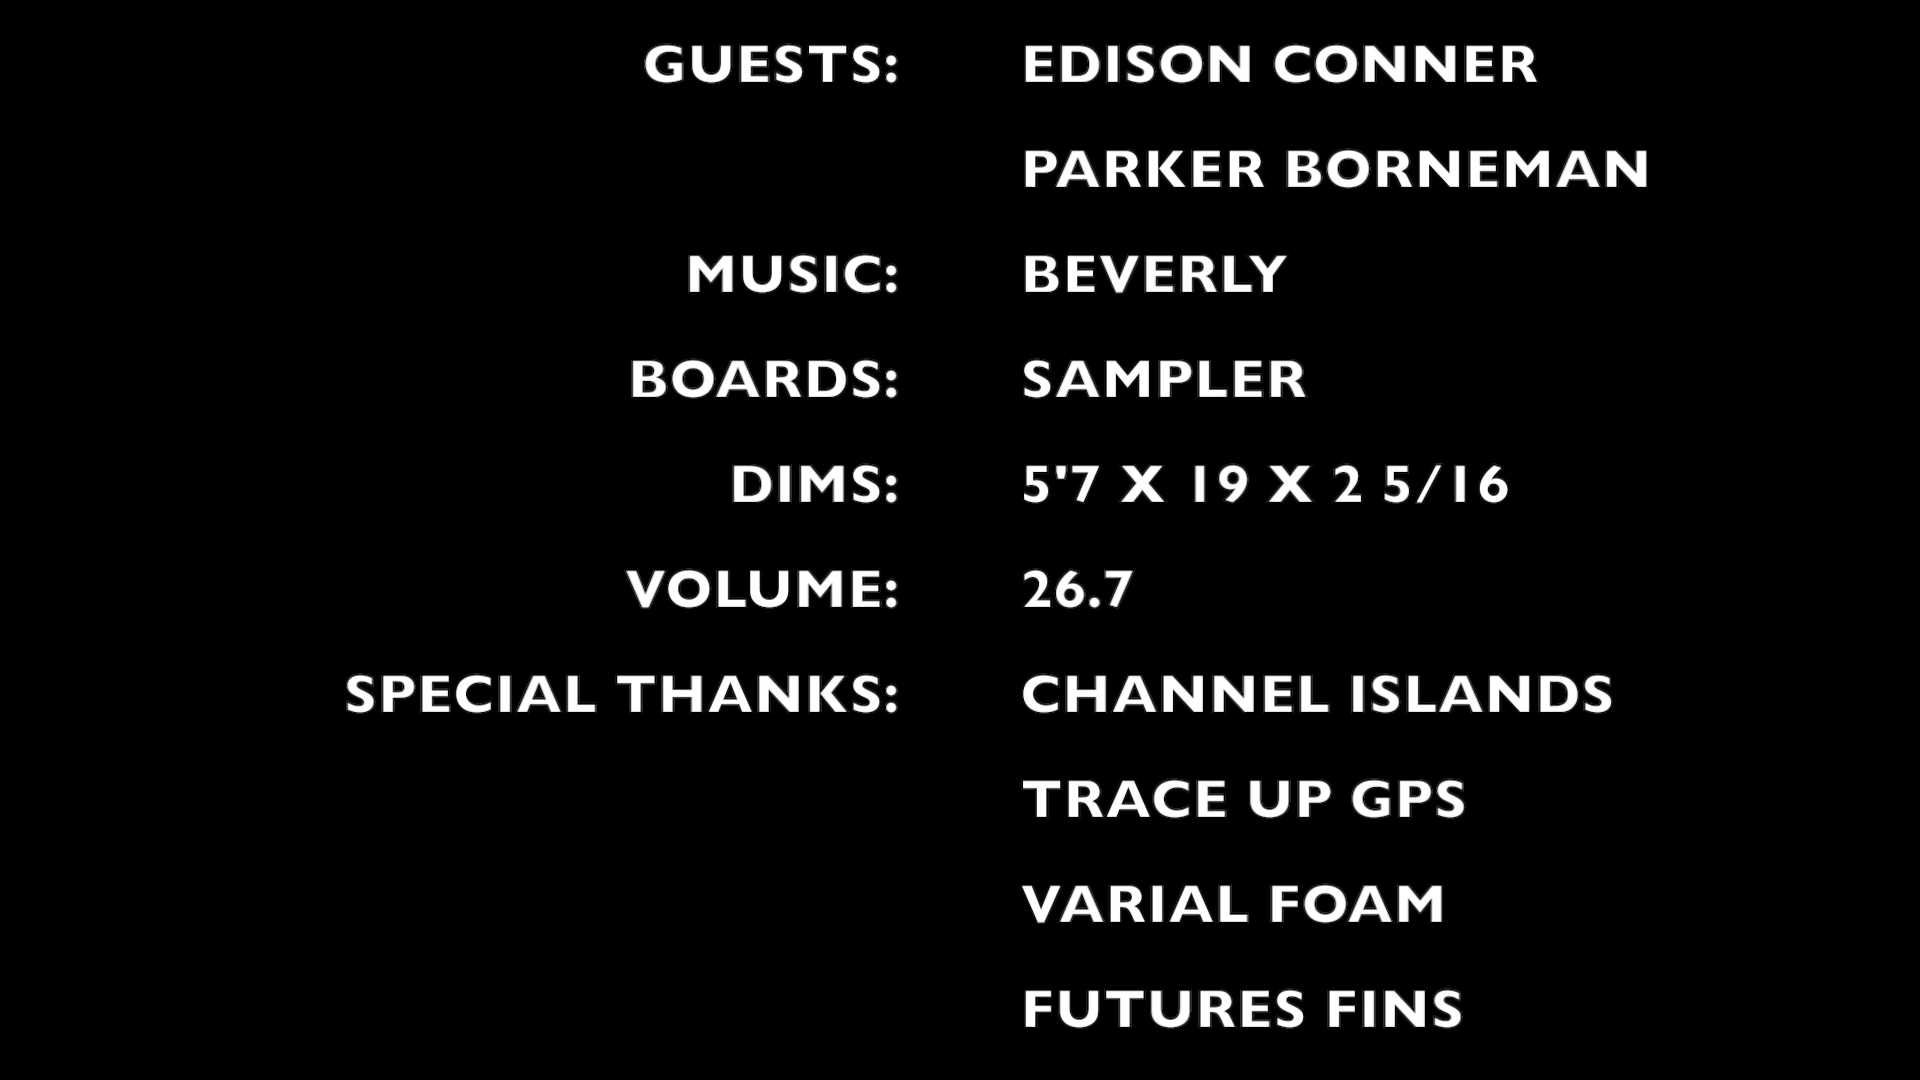 GUESTS: EDISON CONNER
PARKER BORNEMAN
MUSIC: BEVERLY
BOARDS: SAMPLER
DIMS: 5'7 X 19 X 2 5/16
VOLUME: 26.7
SPECIAL THANKS: CHANNEL ISLANDS
TRACE UP GPS
VARIAL FOAM
FUTURES FINS